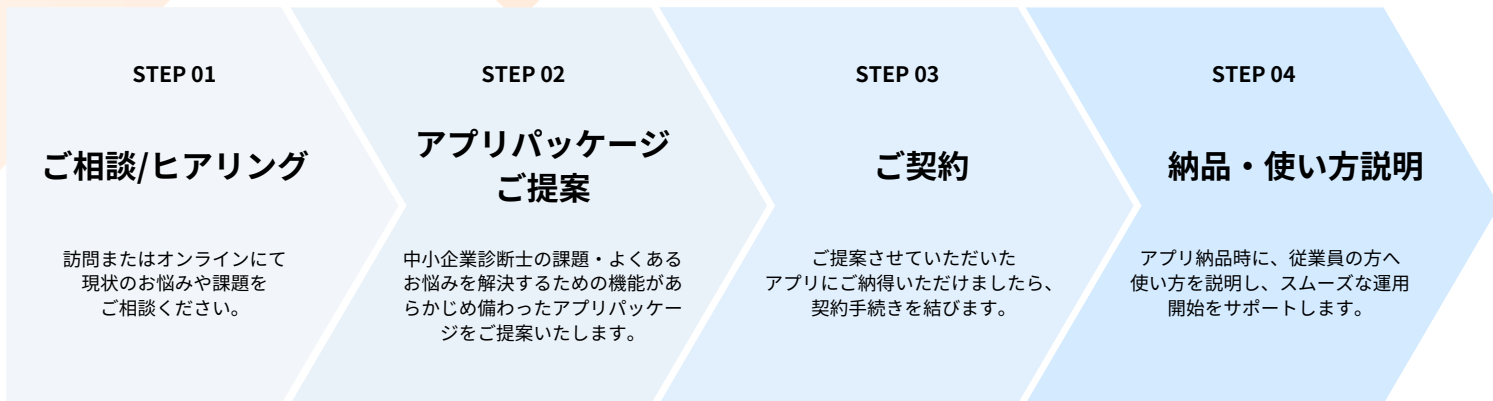 STEP 01
ご相談/ヒアリング
訪問またはオンラインにて
現状のお悩みや課題を
ご相談ください。
STEP 02
アプリパッケージ
ご提案
中小企業診断士の課題・よくある
お悩みを解決するための機能があ
らかじめ備わったアプリパッケー
ジをご提案いたします。
STEP 03
ご契約
ご提案させていただいた
アプリにご納得いただけましたら、
契約手続きを結びます。
STEP 04
納品・使い方説明
アプリ納品時に、従業員の方へ
使い方を説明し、スムーズな運用
開始をサポートします。